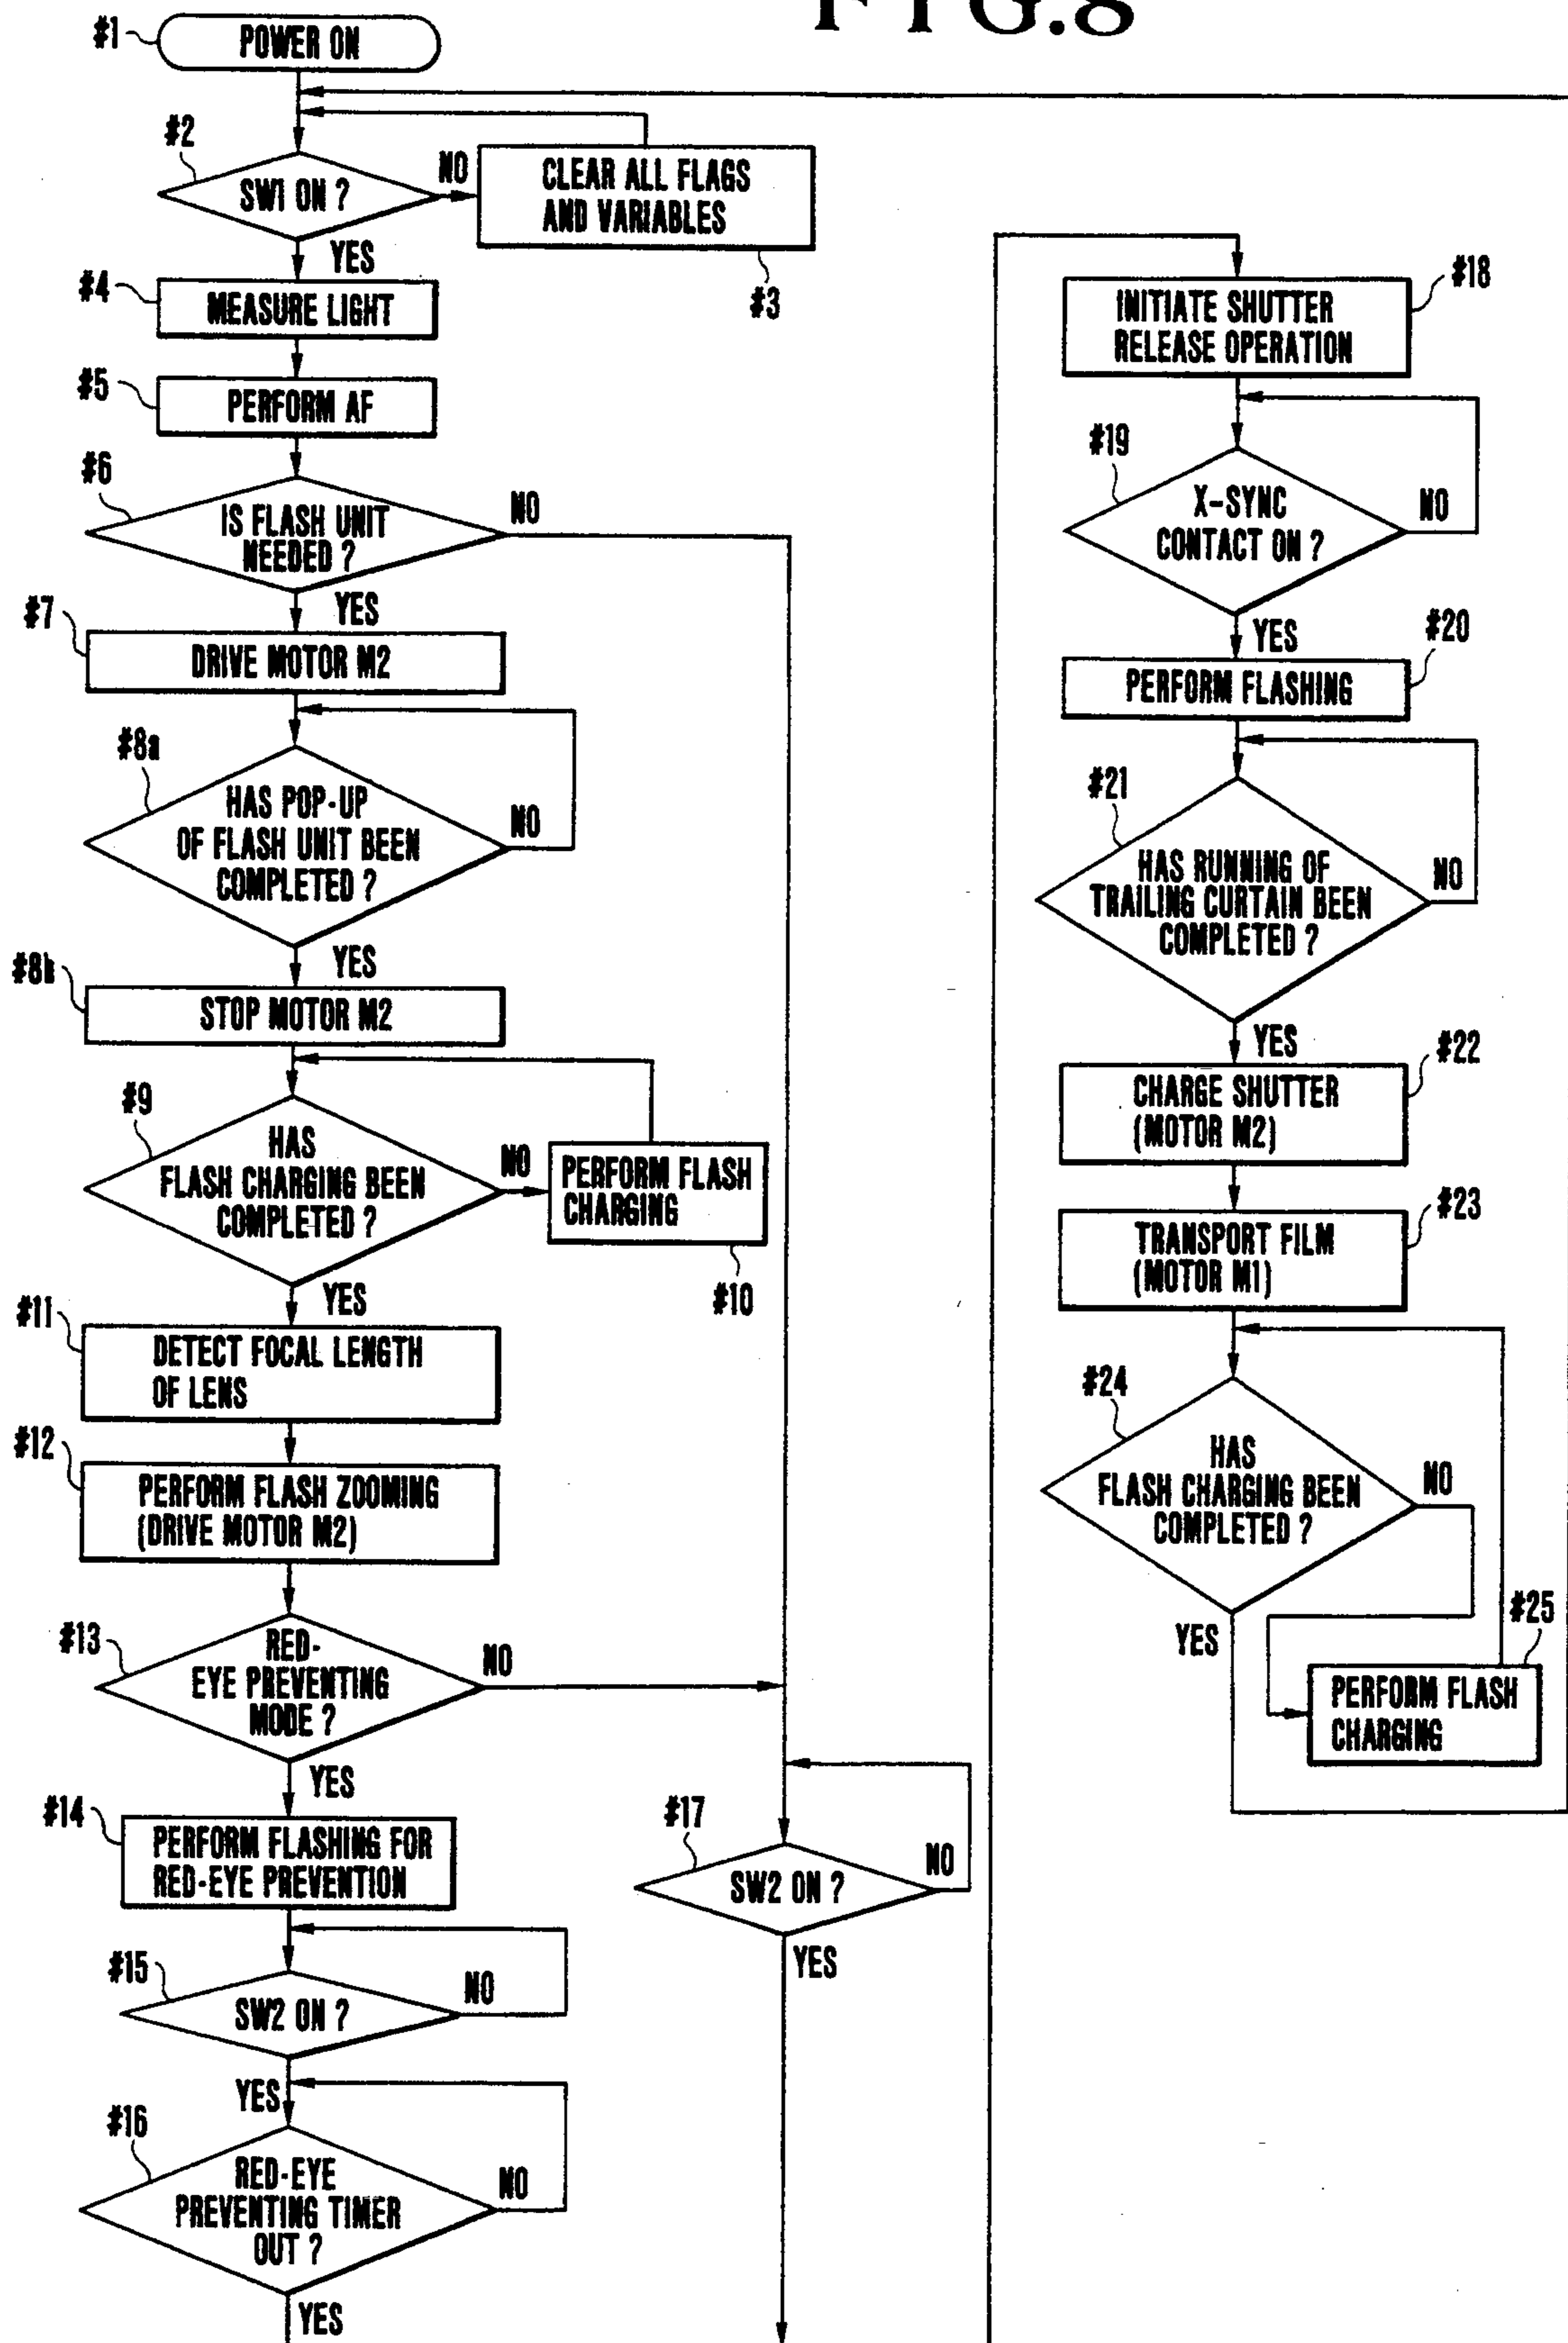 FIG.8
#1
POWER ON
#2
SW1 ON ?
NO
CLEAR ALL FLAGS
AND VARIABLES
#3
YES
#4
MEASURE LIGHT
#5
PERFORM AF
#6
IS FLASH UNIT
NEEDED ?
NO
YES
#7
DRIVE MOTOR M2
#8a
HAS POP-UP
OF FLASH UNIT BEEN
COMPLETED ?
NO
YES
#8b
STOP MOTOR M2
#9
HAS
FLASH CHARGING BEEN
COMPLETED ?
NO
PERFORM FLASH
CHARGING
#10
YES
#11
DETECT FOCAL LENGTH
OF LENS
#12
PERFORM FLASH ZOOMING
(DRIVE MOTOR M2)
#13
RED-
EYE PREVENTING
MODE ?
NO
YES
#14
PERFORM FLASHING FOR
RED-EYE PREVENTION
#15
SW2 ON ?
NO
YES
#16
RED-EYE
PREVENTING TIMER
OUT ?
NO
YES
#17
SW2 ON ?
NO
YES
#18
INITIATE SHUTTER
RELEASE OPERATION
#19
X-SYNC
CONTACT ON ?
NO
YES
#20
PERFORM FLASHING
#21
HAS RUNNING OF
TRAILING CURTAIN BEEN
COMPLETED ?
NO
YES
#22
CHARGE SHUTTER
(MOTOR M2)
#23
TRANSPORT FILM
(MOTOR M1)
#24
HAS
FLASH CHARGING BEEN
COMPLETED ?
NO
YES
#25
PERFORM FLASH
CHARGING